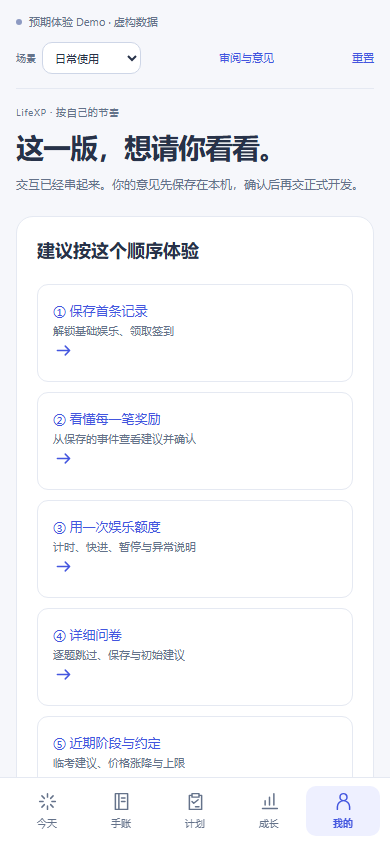 预期体验 Demo · 虚构数据
场景 日常使用 审阅与意见 重置
LifeXP · 按自己的节奏
这一版，想请你看看。
交互已经串起来。你的意见先保存在本机，确认后再交正式开发。
建议按这个顺序体验
① 保存首条记录
解锁基础娱乐、领取签到
→
② 看懂每一笔奖励
从保存的事件查看建议并确认
→
③ 用一次娱乐额度
计时、快进、暂停与异常说明
→
④ 详细问卷
逐题跳过、保存与初始建议
→
⑤ 近期阶段与约定
临考建议、价格涨降与上限
今天 手账 计划 成长 我的